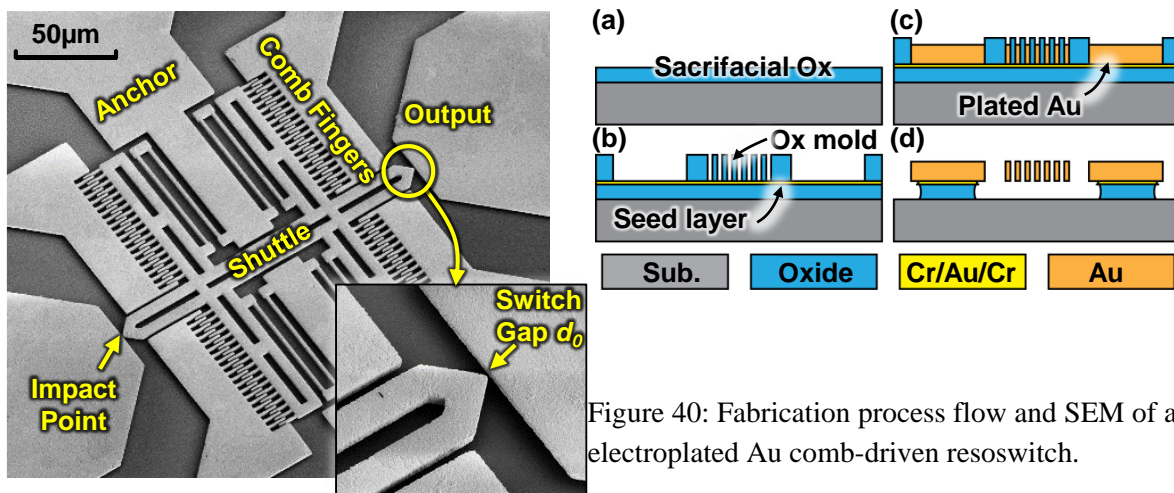 50µm
Anchor
Comb Fingers
Output
Shuttle
Impact
Point
Switch
Gap d0
(a)
Sacrifacial Ox
(b)
Ox mold
Seed layer
(c)
Plated Au
(d)
Sub.
Oxide
Cr/Au/Cr
Au
Figure 40: Fabrication process flow and SEM of a
electroplated Au comb-driven resoswitch.